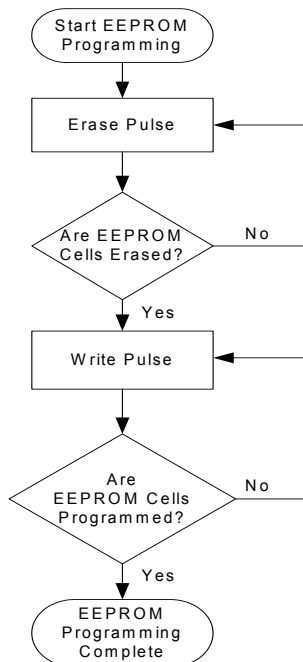 Start EEPROM
Programming
Erase Pulse
Are EEPROM
Cells Erased?
No
Yes
Write Pulse
Are
EEPROM Cells
Programmed?
No
Yes
EEPROM
Programming
Complete